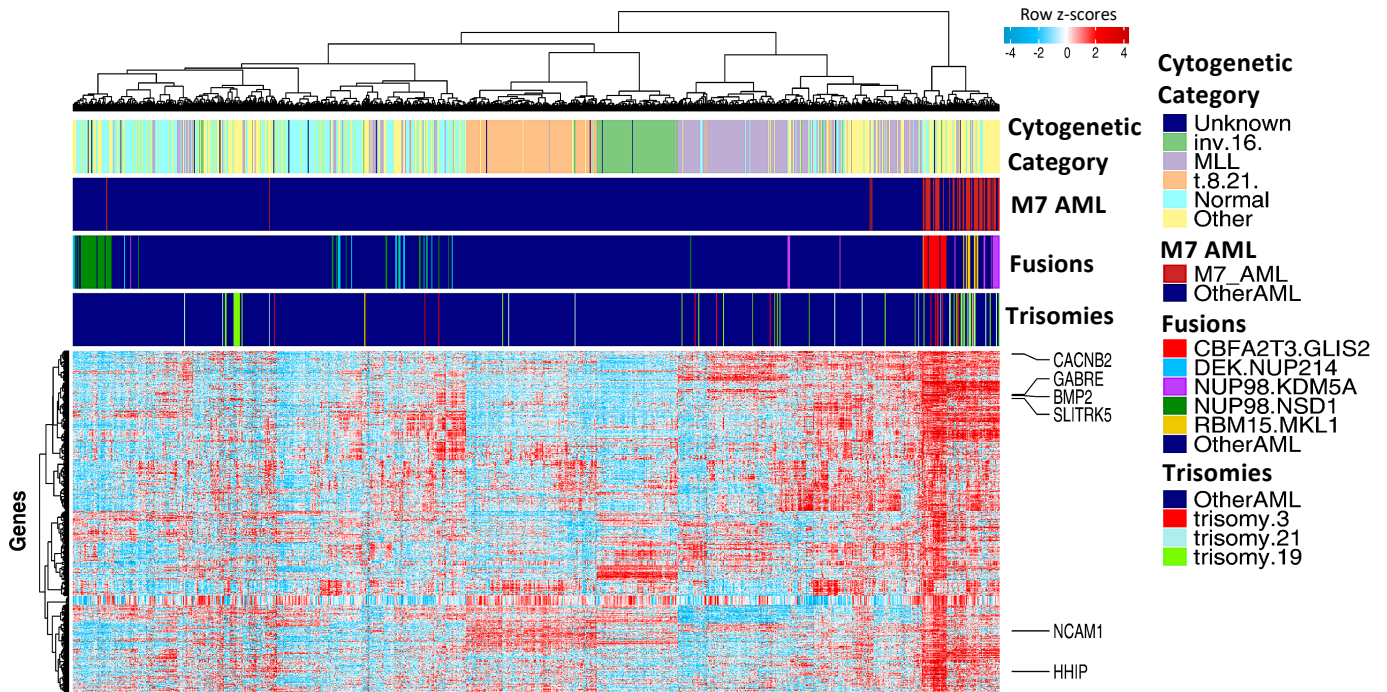 Row z-scores
-4 -2 0 2 4
Cytogenetic
Category
M7 AML
Fusions
Trisomies
Genes
CACNB2
GABRE
BMP2
SLITRK5
NCAM1
HHIP
Cytogenetic
Category
Unknown
inv.16.
MLL
t.8.21.
Normal
Other
M7 AML
M7_AML
OtherAML
Fusions
CBFA2T3.GLIS2
DEK.NUP214
NUP98.KDM5A
NUP98.NSD1
RBM15.MKL1
OtherAML
Trisomies
OtherAML
trisomy.3
trisomy.21
trisomy.19